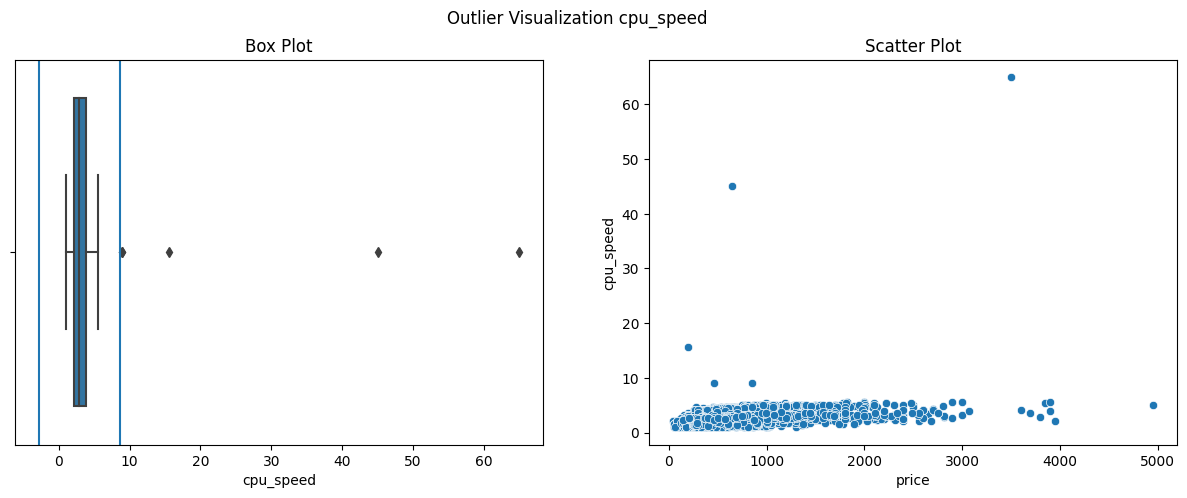 Outlier Visualization cpu_speed
Box Plot
0 10 20 30 40 50 60
cpu_speed
Scatter Plot
60
50
40
30
20
10
0
cpu_speed
0 1000 2000 3000 4000 5000
price